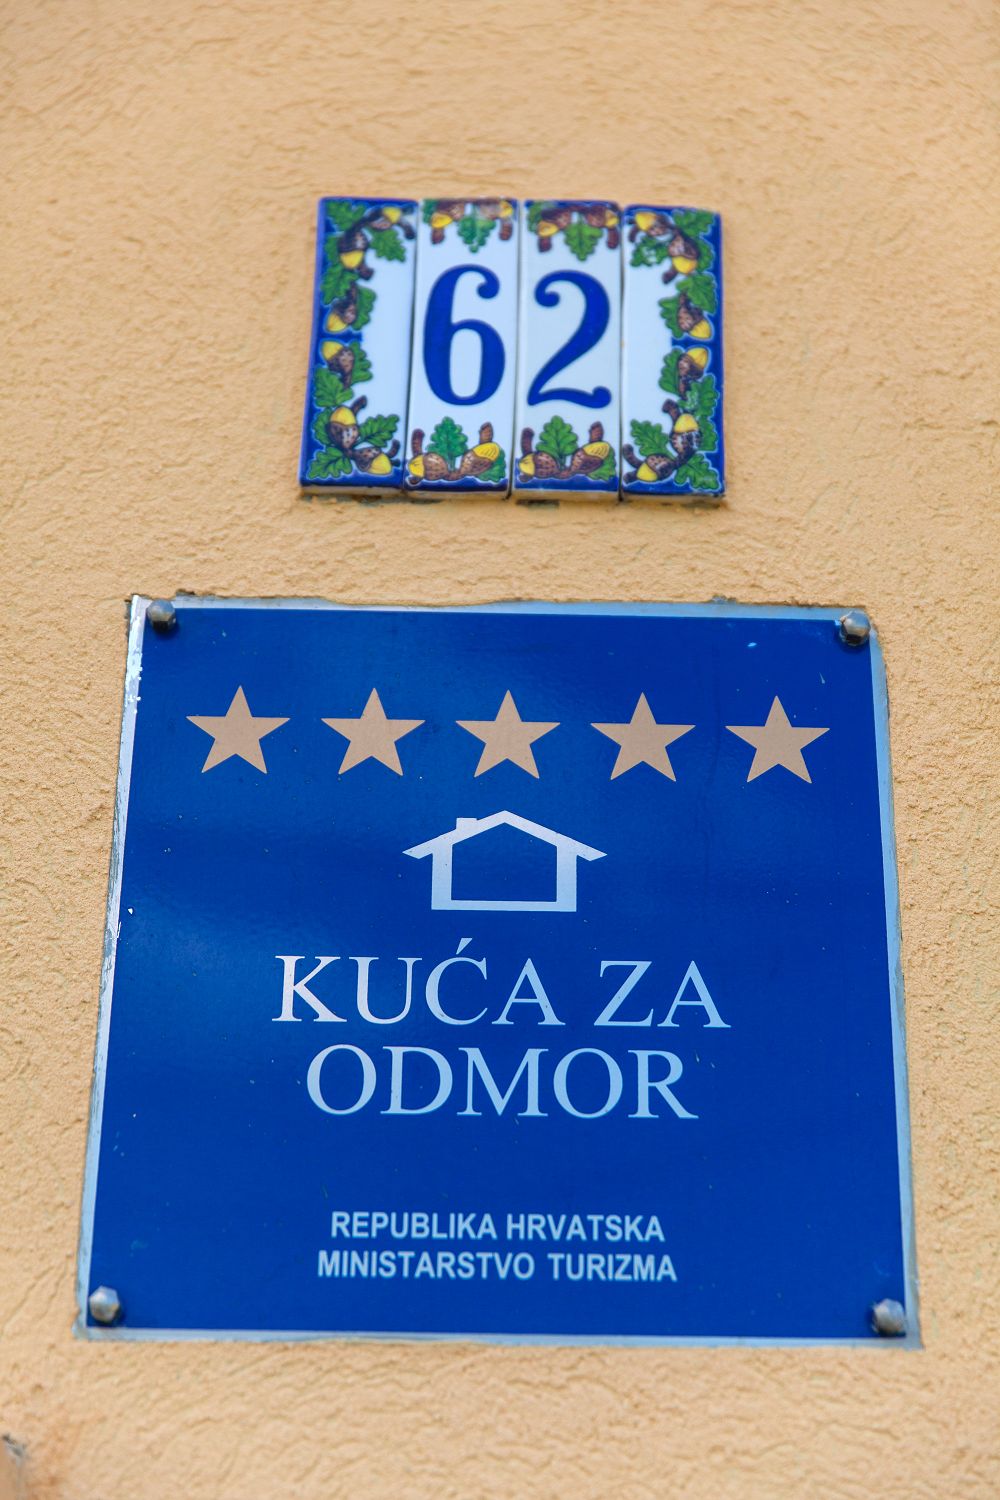 62
KUĆA ZA
ODMOR
REPUBLIKA HRVATSKA
MINISTARSTVO TURIZMA